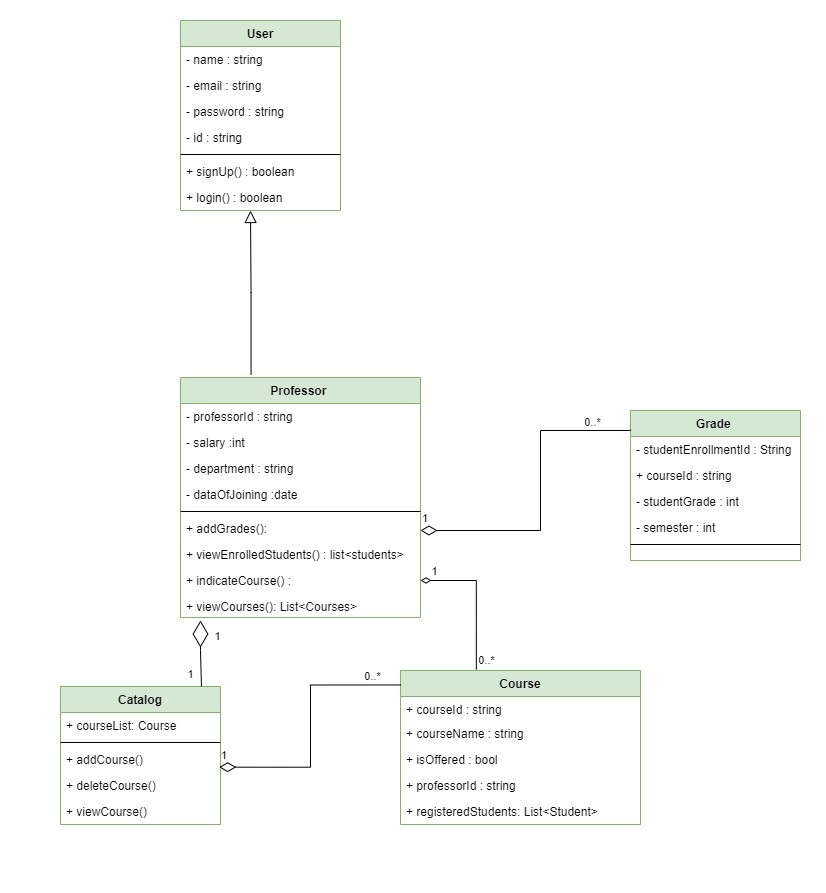 User
- name : string
- email : string
- password : string
- id : string
+ signUp() : boolean
+ login() : boolean
Professor
- professorId : string
- salary :int
- department : string
- dataOfJoining :date
+ addGrades():
+ viewEnrolledStudents() : list<students>
+ indicateCourse() :
+ viewCourses(): List<Courses>
1
0..*
Grade
- studentEnrollmentId : String
+ courseId : string
- studentGrade : int
- semester : int
1
0..*
1
1
Catalog
+ courseList: Course
+ addCourse()
+ deleteCourse()
+ viewCourse()
1
0..*
Course
+ courseId : string
+ courseName : string
+ isOffered : bool
+ professorId : string
+ registeredStudents: List<Student>